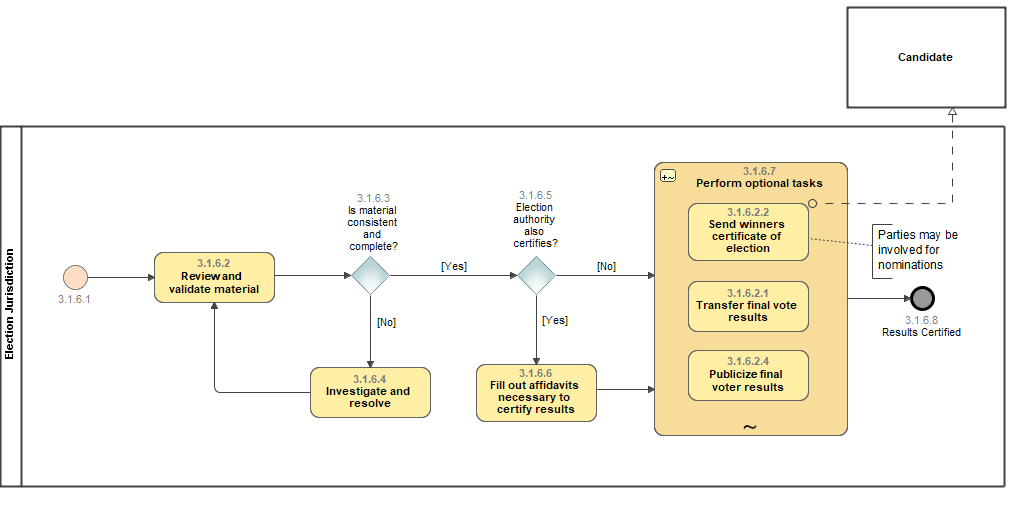 Candidate
Election Jurisdiction
3.1.6.1
3.1.6.2
Review and
validate material
3.1.6.3
Is material
consistent
and
complete?
[Yes]
[No]
3.1.6.4
Investigate and
resolve
3.1.6.5
Election
authority
also
certifies?
[No]
[Yes]
3.1.6.6
Fill out affidavits
necessary to
certify results
3.1.6.7
Perform optional tasks
3.1.6.2.2
Send winners
certificate of
election
3.1.6.2.1
Transfer final vote
results
3.1.6.2.4
Publicize final
voter results
Parties may be
involved for
nominations
3.1.6.8
Results Certified